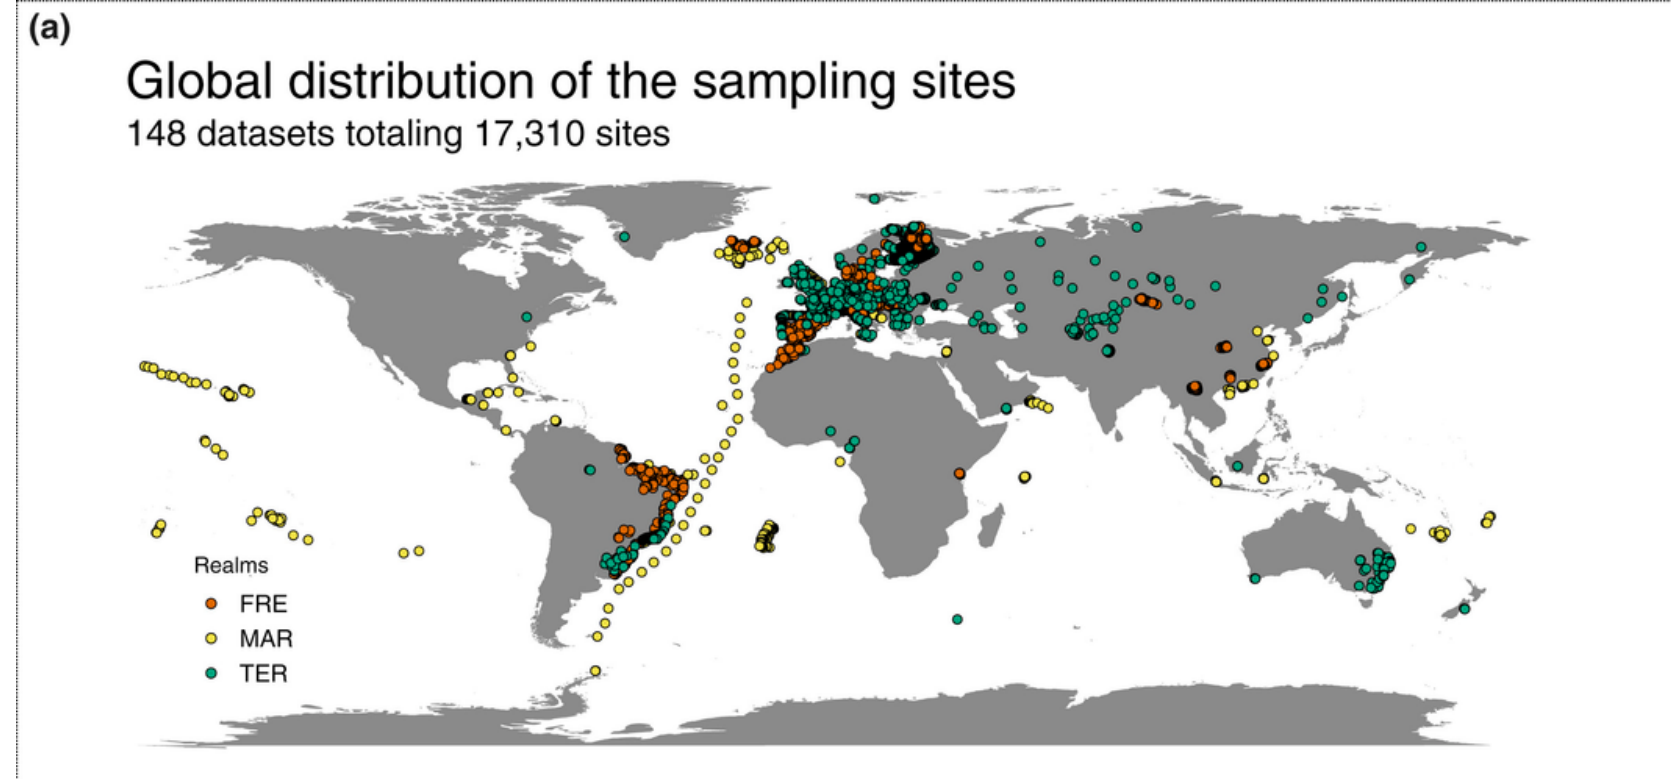 (a)
Global distribution of the sampling sites
148 datasets totaling 17,310 sites
Realms
FRE
MAR
TER